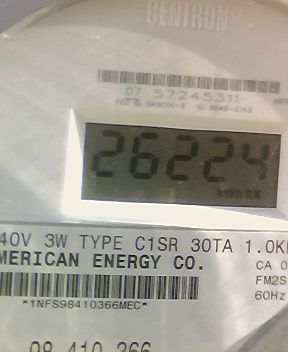 CENTRON
07 57245311
26224
kWh
40V 3W TYPE C1SR 30TA 1.0K
MERICAN ENERGY CO.
CA 0
FM2S
60Hz
*1NFS98410366MEC*
98 410 366